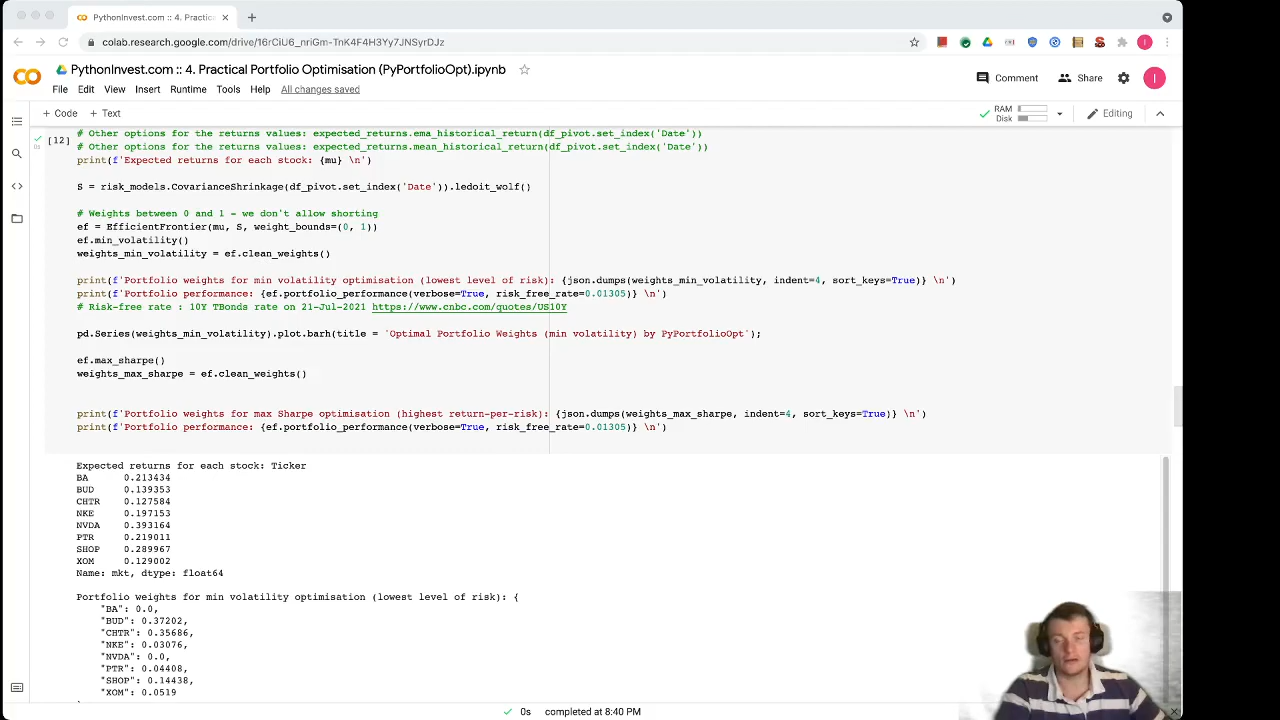 PythonInvest.com :: 4. Practic
colab.research.google.com/drive/16rCiU6_nriGm-TnK4F4H3Yy7JNSyrDJz
PythonInvest.com :: 4. Practical Portfolio Optimisation (PyPortfolioOpt).ipynb
Comment
Share
I
File Edit View Insert Runtime Tools Help All changes saved
+ Code + Text
RAM
Disk
Editing
[12]
0s
# Other options for the returns values: expected_returns.ema_historical_return(df_pivot.set_index('Date'))
# Other options for the returns values: expected_returns.mean_historical_return(df_pivot.set_index('Date'))
print(f'Expected returns for each stock: {mu} \n')
S = risk_models.CovarianceShrinkage(df_pivot.set_index('Date')).ledoit_wolf()
# Weights between 0 and 1 - we don't allow shorting
ef = EfficientFrontier(mu, S, weight_bounds=(0, 1))
ef.min_volatility()
weights_min_volatility = ef.clean_weights()
print(f'Portfolio weights for min volatility optimisation (lowest level of risk): {json.dumps(weights_min_volatility, indent=4, sort_keys=True)} \n')
print(f'Portfolio performance: {ef.portfolio_performance(verbose=True, risk_free_rate=0.01305)} \n')
# Risk-free rate : 10Y TBonds rate on 21-Jul-2021 https://www.cnbc.com/quotes/US10Y
pd.Series(weights_min_volatility).plot.barh(title = 'Optimal Portfolio Weights (min volatility) by PyPortfolioOpt');
ef.max_sharpe()
weights_max_sharpe = ef.clean_weights()
print(f'Portfolio weights for max Sharpe optimisation (highest return-per-risk): {json.dumps(weights_max_sharpe, indent=4, sort_keys=True)} \n')
print(f'Portfolio performance: {ef.portfolio_performance(verbose=True, risk_free_rate=0.01305)} \n')
Expected returns for each stock: Ticker
BA 0.213434
BUD 0.139353
CHTR 0.127584
NKE 0.197153
NVDA 0.393164
PTR 0.219011
SHOP 0.289967
XOM 0.129002
Name: mkt, dtype: float64
Portfolio weights for min volatility optimisation (lowest level of risk): {
"BA": 0.0,
"BUD": 0.37202,
"CHTR": 0.35686,
"NKE": 0.03076,
"NVDA": 0.0,
"PTR": 0.04408,
"SHOP": 0.14438,
"XOM": 0.0519
0s completed at 8:40 PM